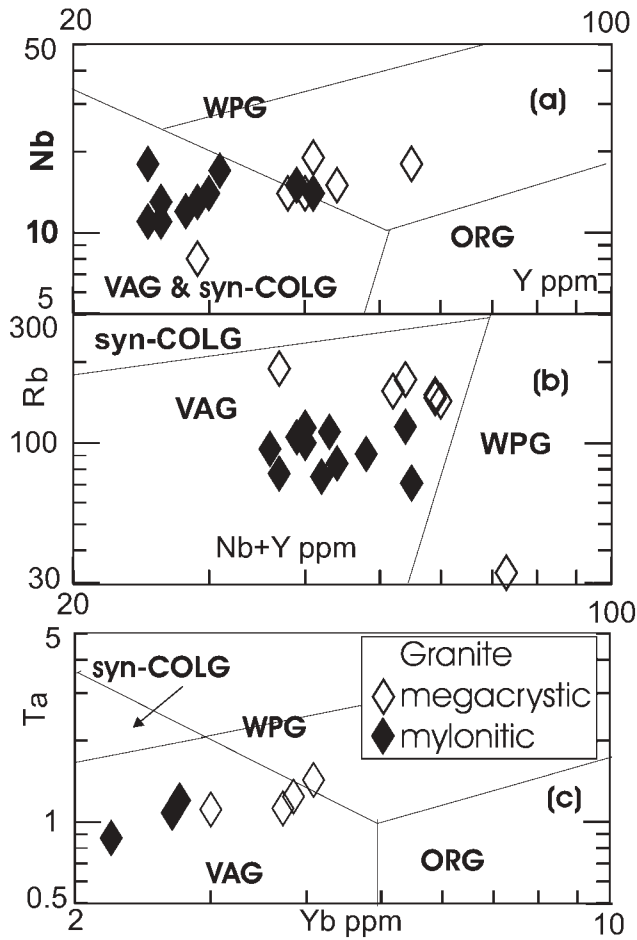 20 100
50
WPG (a)
Nb
10
ORG
VAG & syn-COLG Y ppm
5
300
syn-COLG
Rb
(b)
VAG
100
WPG
Nb+Y ppm
30
20 100
5
syn-COLG Granite
megacrystic
Ta
WPG mylonitic
(c)
1
VAG ORG
0.5
2 Yb ppm 10